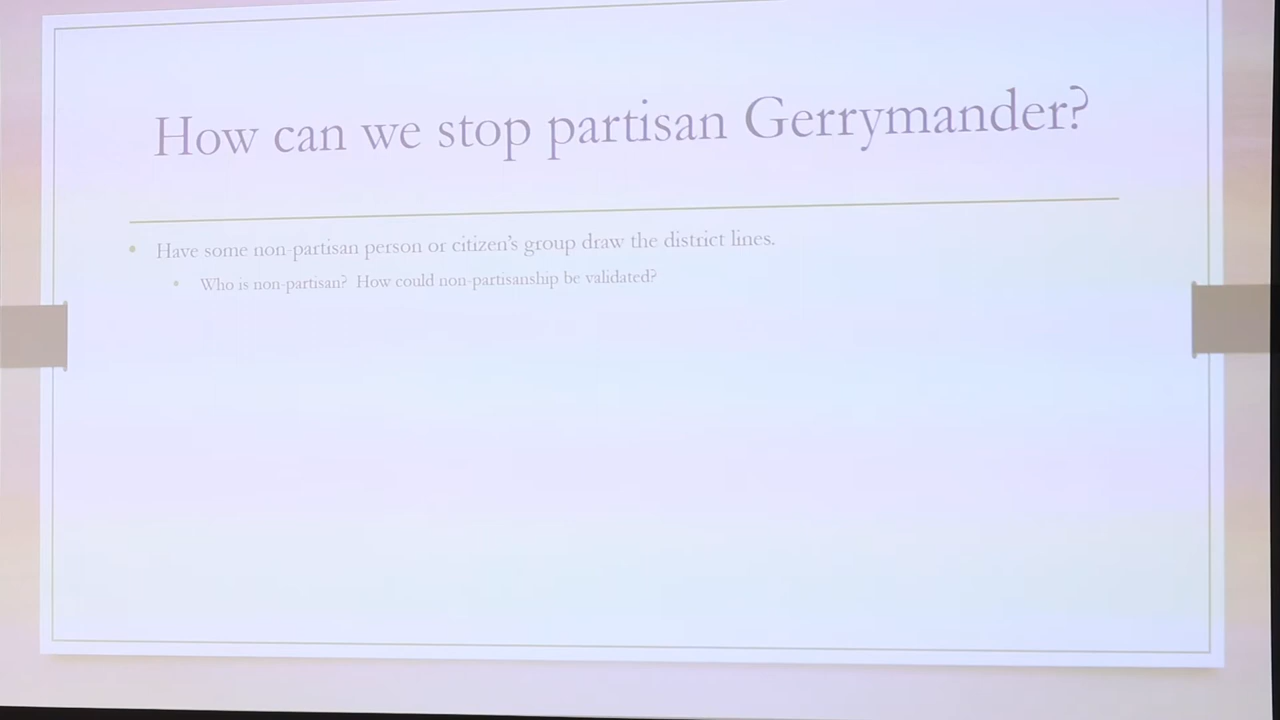 How can we stop partisan Gerrymander?
• Have some non-partisan person or citizen's group draw the district lines.
• Who is non-partisan? How could non-partisanship be validated?